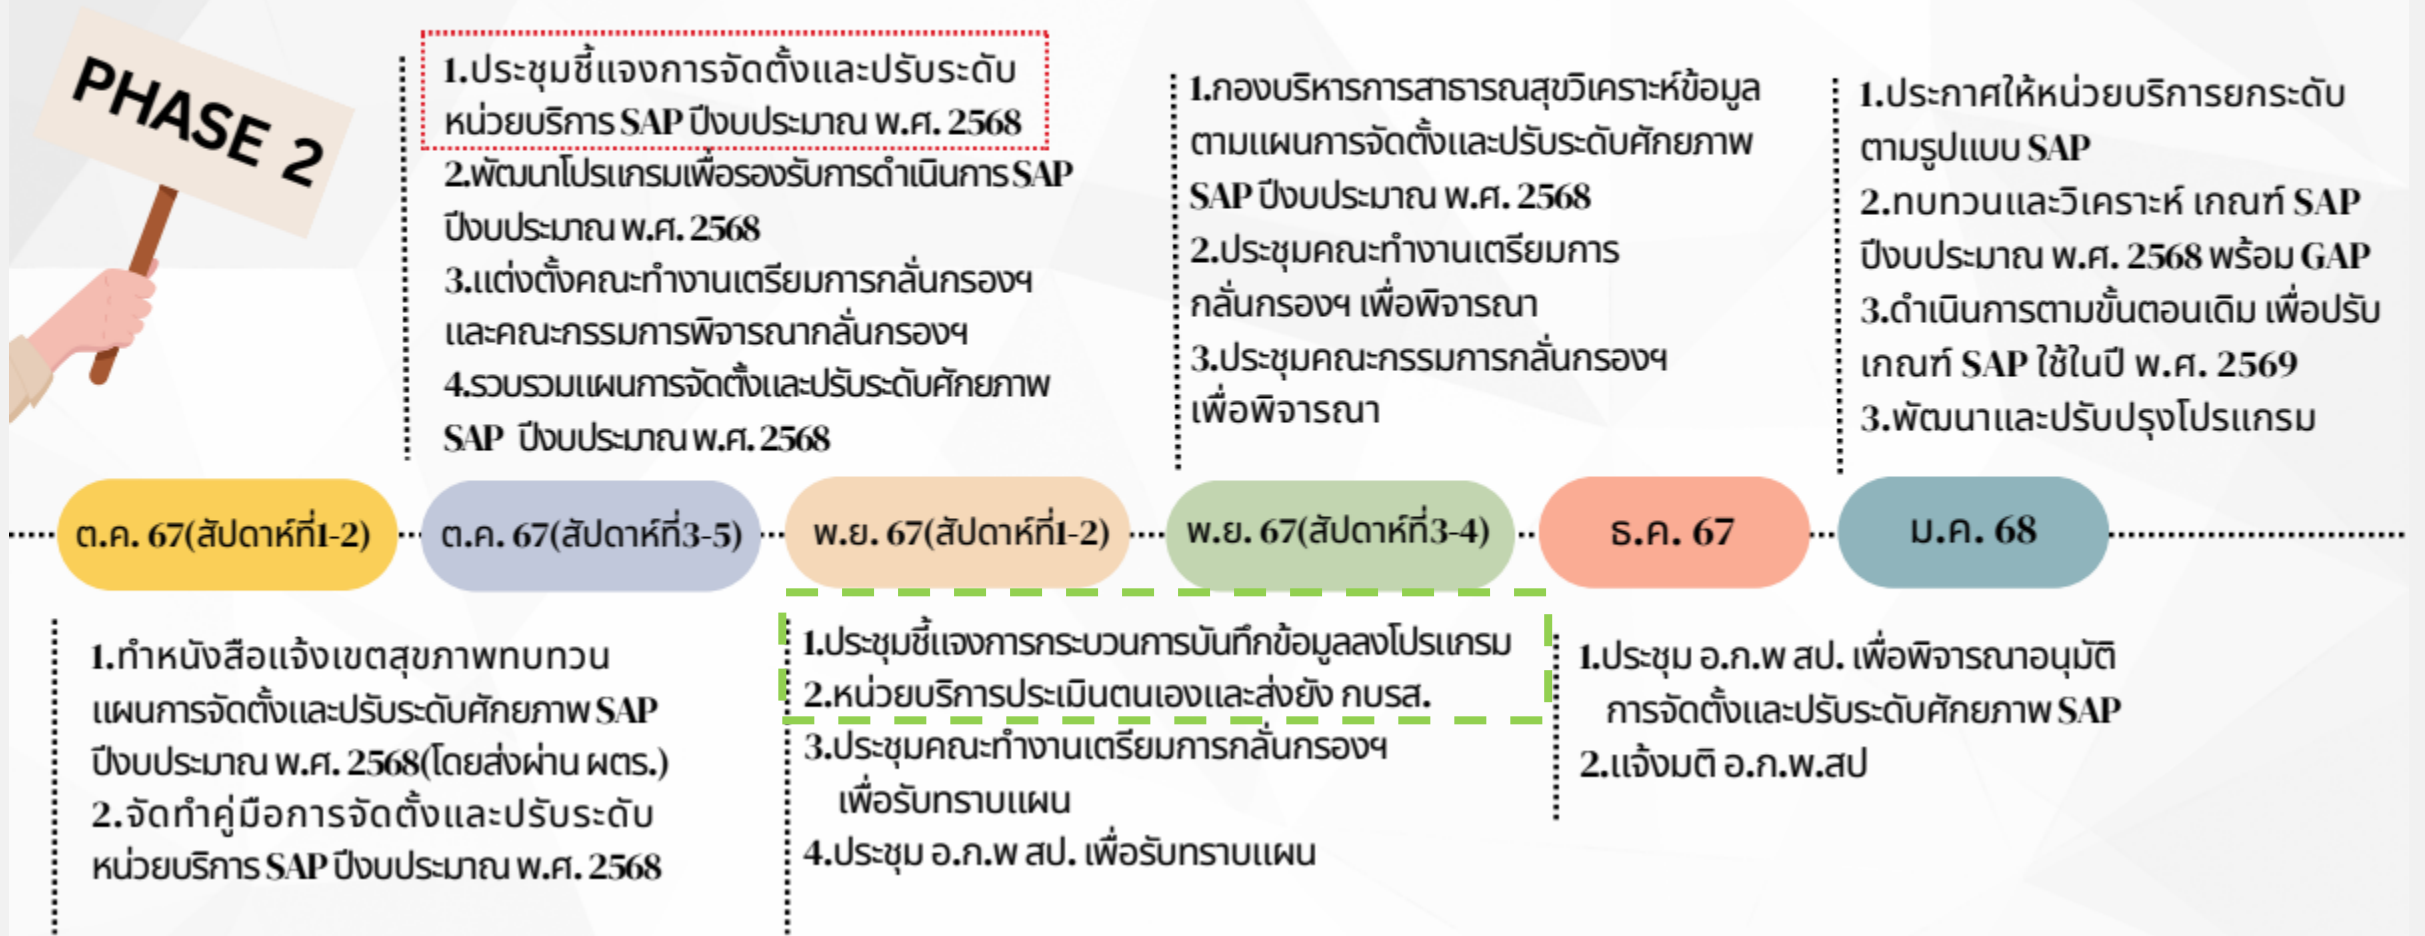 PHASE 2
1.ประชุมชี้แจงการจัดตั้งและปรับระดับ
หน่วยบริการ SAP ปีงบประมาณ พ.ศ. 2568
2.พัฒนาโปรแกรมเพื่อรองรับการดำเนินการ SAP
ปีงบประมาณ พ.ศ. 2568
3.แต่งตั้งคณะทำงานเตรียมการกลั่นกรองฯ
และคณะกรรมการพิจารณากลั่นกรองฯ
4.รวบรวมแผนการจัดตั้งและปรับระดับศักยภาพ
SAP ปีงบประมาณ พ.ศ. 2568
1.กองบริหารการสาธารณสุขวิเคราะห์ข้อมูล
ตามแผนการจัดตั้งและปรับระดับศักยภาพ
SAP ปีงบประมาณ พ.ศ. 2568
2.ประชุมคณะทำงานเตรียมการ
กลั่นกรองฯ เพื่อพิจารณา
3.ประชุมคณะกรรมการกลั่นกรองฯ
เพื่อพิจารณา
1.ประกาศให้หน่วยบริการยกระดับ
ตามรูปแบบ SAP
2.ทบทวนและวิเคราะห์ เกณฑ์ SAP
ปีงบประมาณ พ.ศ. 2568 พร้อม GAP
3.ดำเนินการตามขั้นตอนเดิม เพื่อปรับ
เกณฑ์ SAP ใช้ในปี พ.ศ. 2569
3.พัฒนาและปรับปรุงโปรแกรม
ต.ค. 67(สัปดาห์ที่1-2)
ต.ค. 67(สัปดาห์ที่3-5)
พ.ย. 67(สัปดาห์ที่1-2)
พ.ย. 67(สัปดาห์ที่3-4)
ธ.ค. 67
ม.ค. 68
1.ทำหนังสือแจ้งเขตสุขภาพทบทวน
แผนการจัดตั้งและปรับระดับศักยภาพ SAP
ปีงบประมาณ พ.ศ. 2568(โดยส่งผ่าน ผตร.)
2.จัดทำคู่มือการจัดตั้งและปรับระดับ
หน่วยบริการ SAP ปีงบประมาณ พ.ศ. 2568
1.ประชุมชี้แจงการกระบวนการบันทึกข้อมูลลงโปรแกรม
2.หน่วยบริการประเมินตนเองและส่งยัง กบรส.
3.ประชุมคณะทำงานเตรียมการกลั่นกรองฯ
เพื่อรับทราบแผน
4.ประชุม อ.ก.พ สป. เพื่อรับทราบแผน
1.ประชุม อ.ก.พ สป. เพื่อพิจารณาอนุมัติ
การจัดตั้งและปรับระดับศักยภาพ SAP
2.แจ้งมติ อ.ก.พ.สป